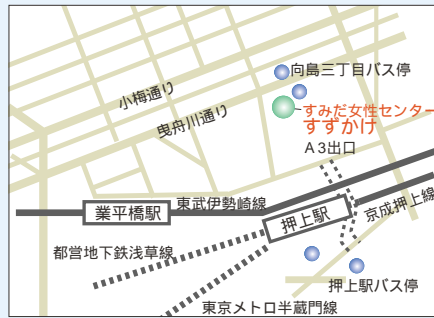 向島三丁目バス停
小梅通り
曳舟川通り
すみだ女性センター
すずかけ
A3出口
業平橋駅
東武伊勢崎線
押上駅
京成押上線
都営地下鉄浅草線
押上駅バス停
東京メトロ半蔵門線